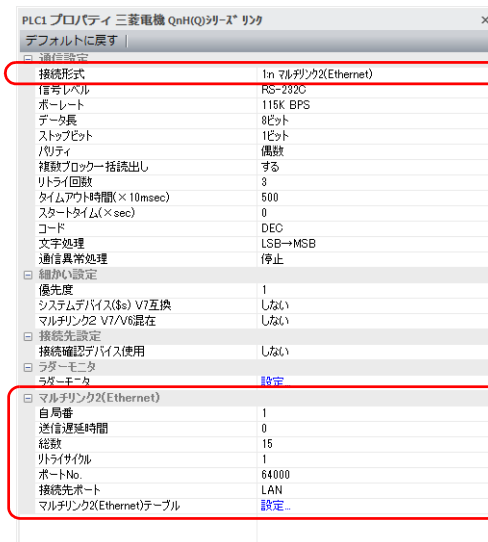 PLC1 プロパティ 三菱電機 QnH(Q)ｼﾘｰｽﾞ ﾘﾝｸ ×
デフォルトに戻す
通信設定
接続形式 1:n ﾏﾙﾁﾘﾝｸ2(Ethernet)
信号レベル RS-232C
ボーレート 115K BPS
データ長 8ビット
ストップビット 1ビット
パリティ 偶数
複数ブロック一括読出し する
リトライ回数 3
タイムアウト時間(×10msec) 500
スタートタイム(×sec) 0
コード DEC
文字処理 LSB→MSB
通信異常処理 停止
細かい設定
優先度 1
システムデバイス($s) V7互換 しない
マルチリンク2 V7/V6混在 しない
接続先設定
接続確認デバイス使用 しない
ラダーモニタ
ラダーモニタ 設定
マルチリンク2(Ethernet)
自局番 1
送信遅延時間 0
総数 15
ﾘﾄﾗｲｻｲｸﾙ 1
ポートNo. 64000
接続先ポート LAN
マルチリンク2(Ethernet)テーブル 設定...